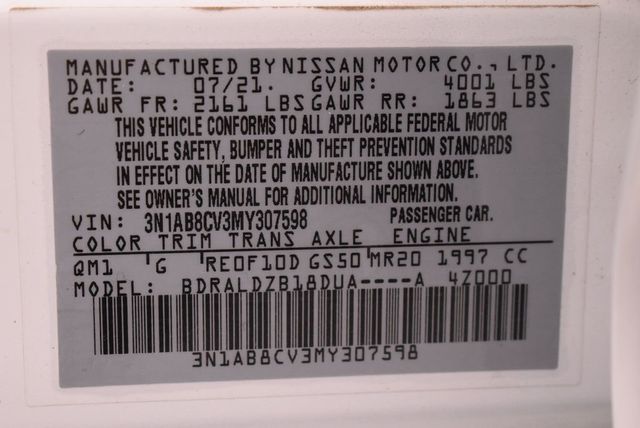 MANUFACTURED BY NISSAN MOTOR CO., LTD.
DATE: 07/21. GVWR: 4001 LBS
GAWR FR: 2161 LBS GAWR RR: 1863 LBS
THIS VEHICLE CONFORMS TO ALL APPLICABLE FEDERAL MOTOR
VEHICLE SAFETY, BUMPER AND THEFT PREVENTION STANDARDS
IN EFFECT ON THE DATE OF MANUFACTURE SHOWN ABOVE.
SEE OWNER'S MANUAL FOR ADDITIONAL INFORMATION.
VIN: 3N1AB8CV3MY307598 PASSENGER CAR.
COLOR TRIM TRANS AXLE ENGINE
QM1 G RE0F10D GS50 MR20 1997 CC
MODEL: BDRALDZB18DUA----A 4Z000
3N1AB8CV3MY307598